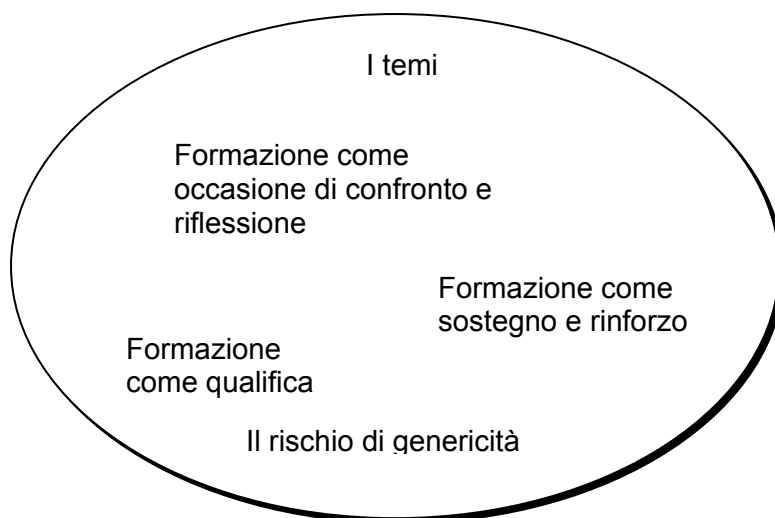 I temi
Formazione come
occasione di confronto e
riflessione
Formazione come
sostegno e rinforzo
Formazione
come qualifica
Il rischio di genericità